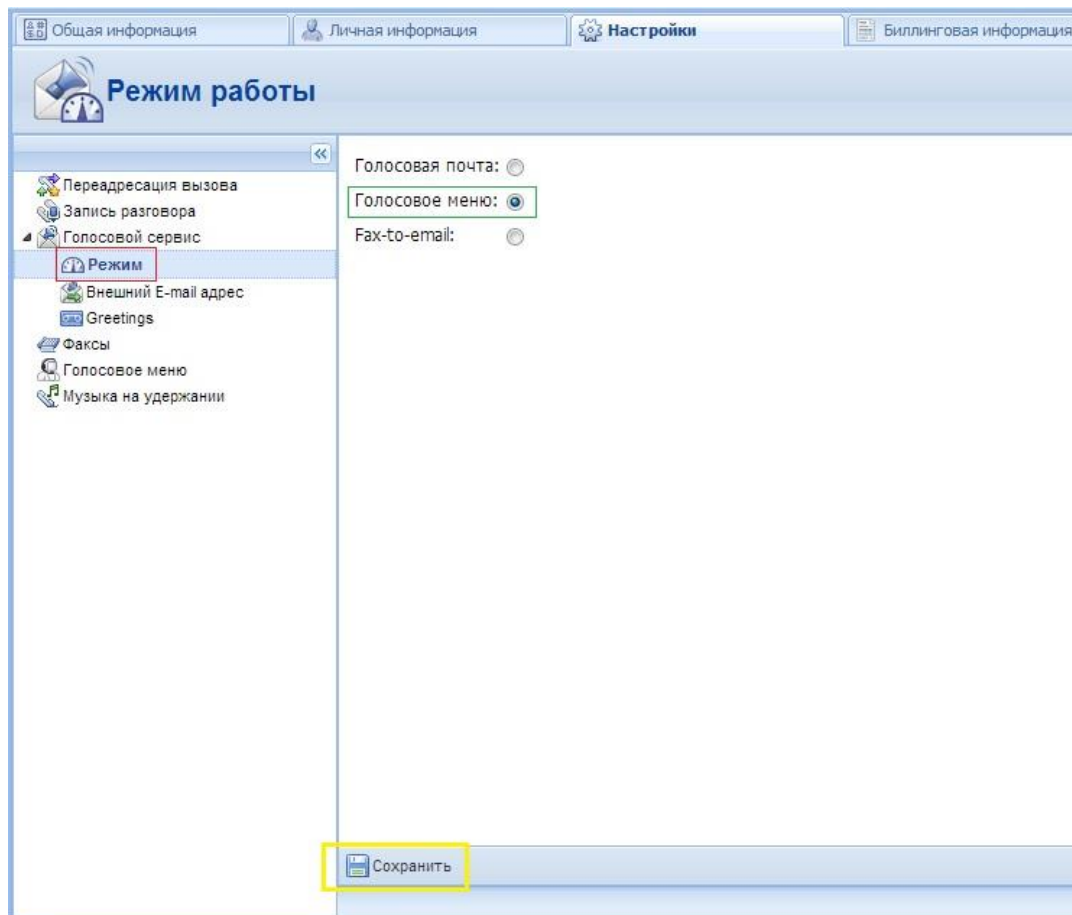 Общая информация
Личная информация
Настройки
Биллинговая информация
Режим работы
Переадресация вызова
Запись разговора
Голосовой сервис
Режим
Внешний E-mail адрес
Greetings
Факсы
Голосовое меню
Музыка на удержании
Голосовая почта:
Голосовое меню:
Fax-to-email:
Сохранить